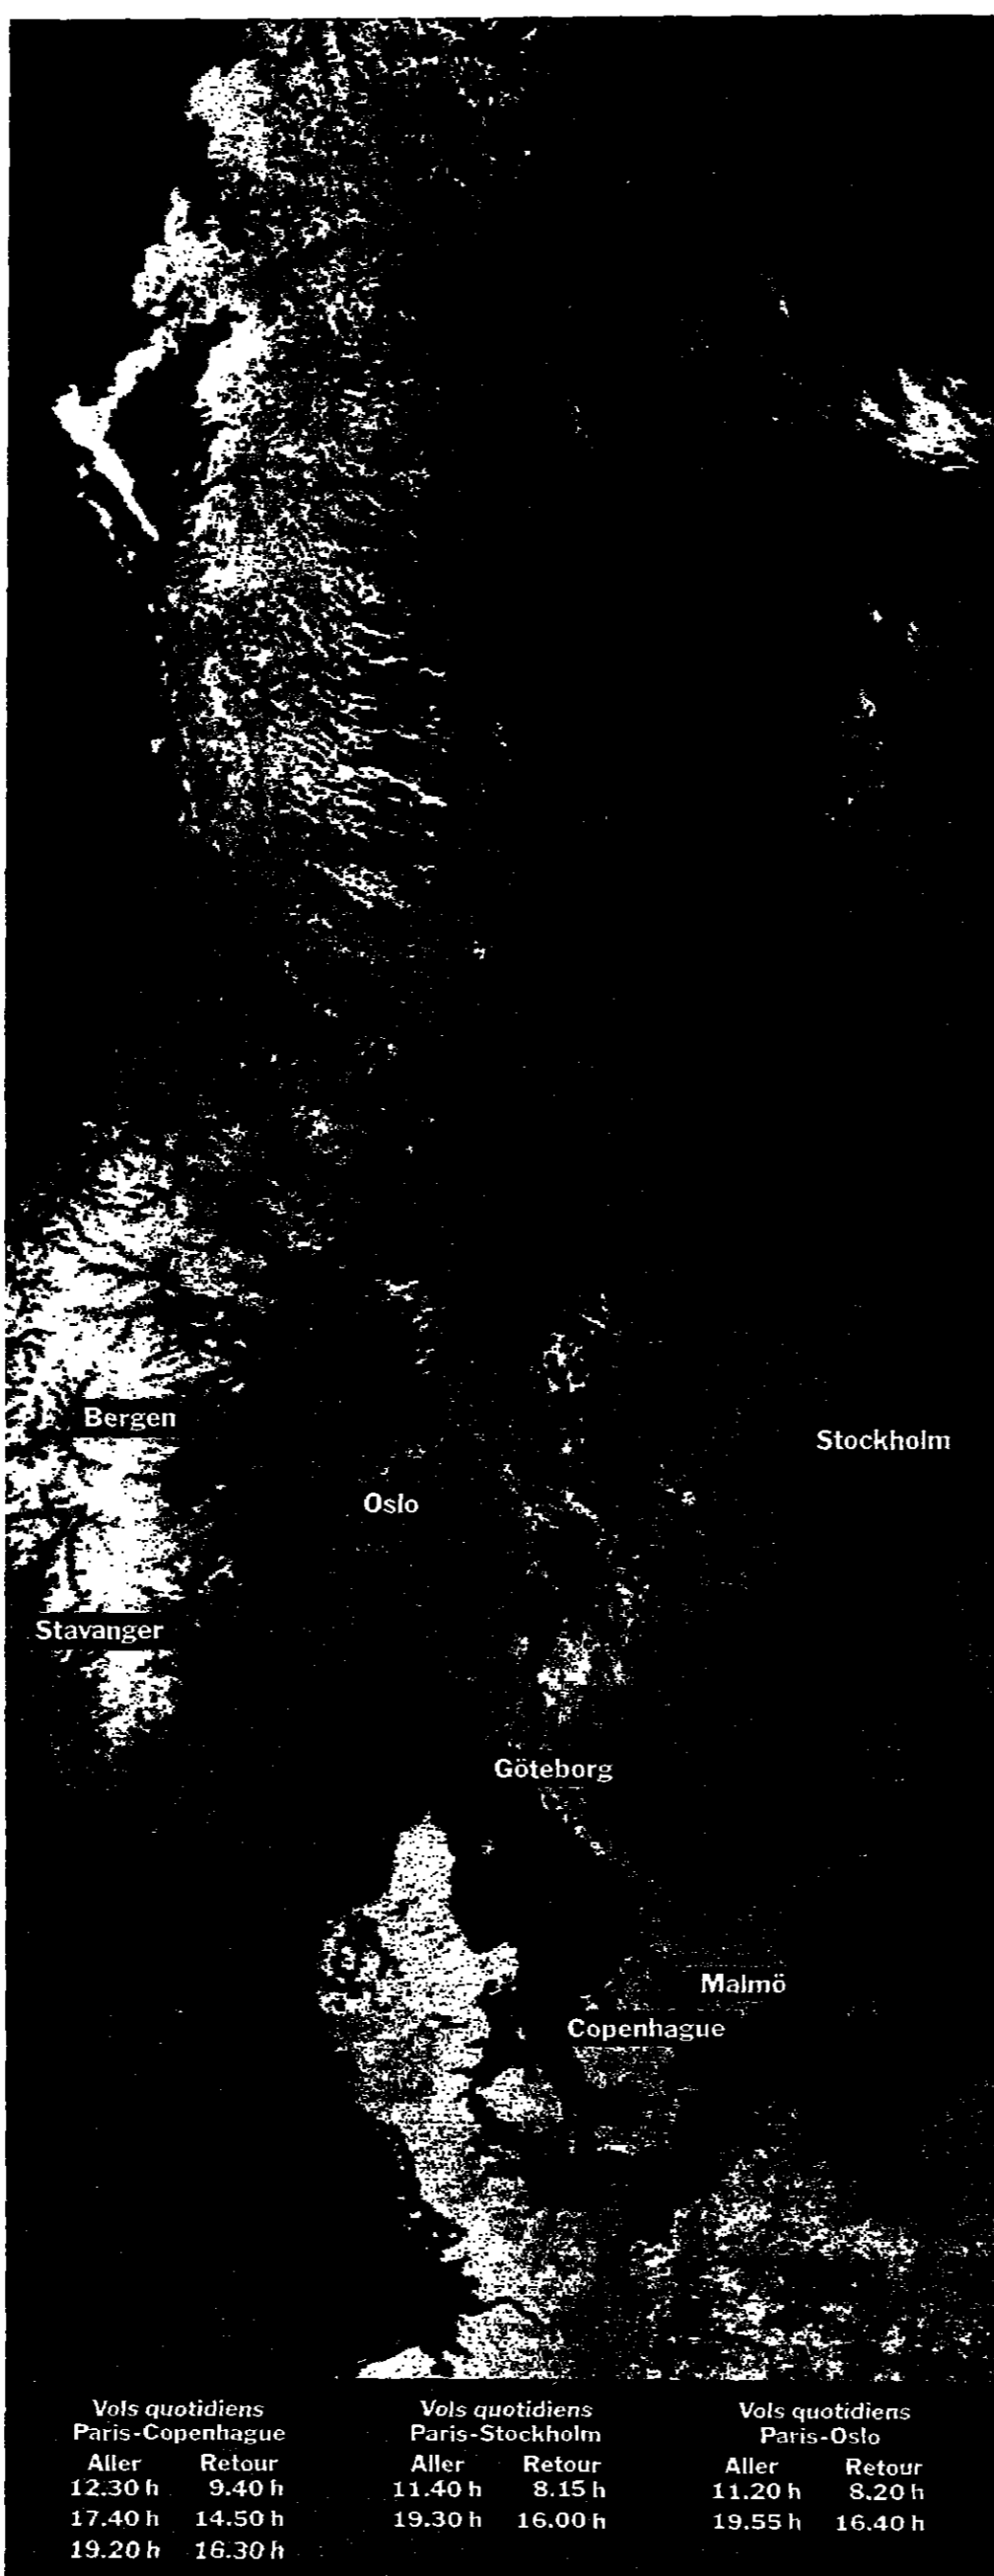 Bergen
Stockholm
Oslo
Stavanger
Göteborg
Malmö
Copenhague
Vols quotidiens
Paris-Copenhague
Aller Retour
12.30 h 9.40 h
17.40 h 14.50 h
19.20 h 16.30 h
Vols quotidiens
Paris-Stockholm
Aller Retour
11.40 h 8.15 h
19.30 h 16.00 h
Vols quotidiens
Paris-Oslo
Aller Retour
11.20 h 8.20 h
19.55 h 16.40 h